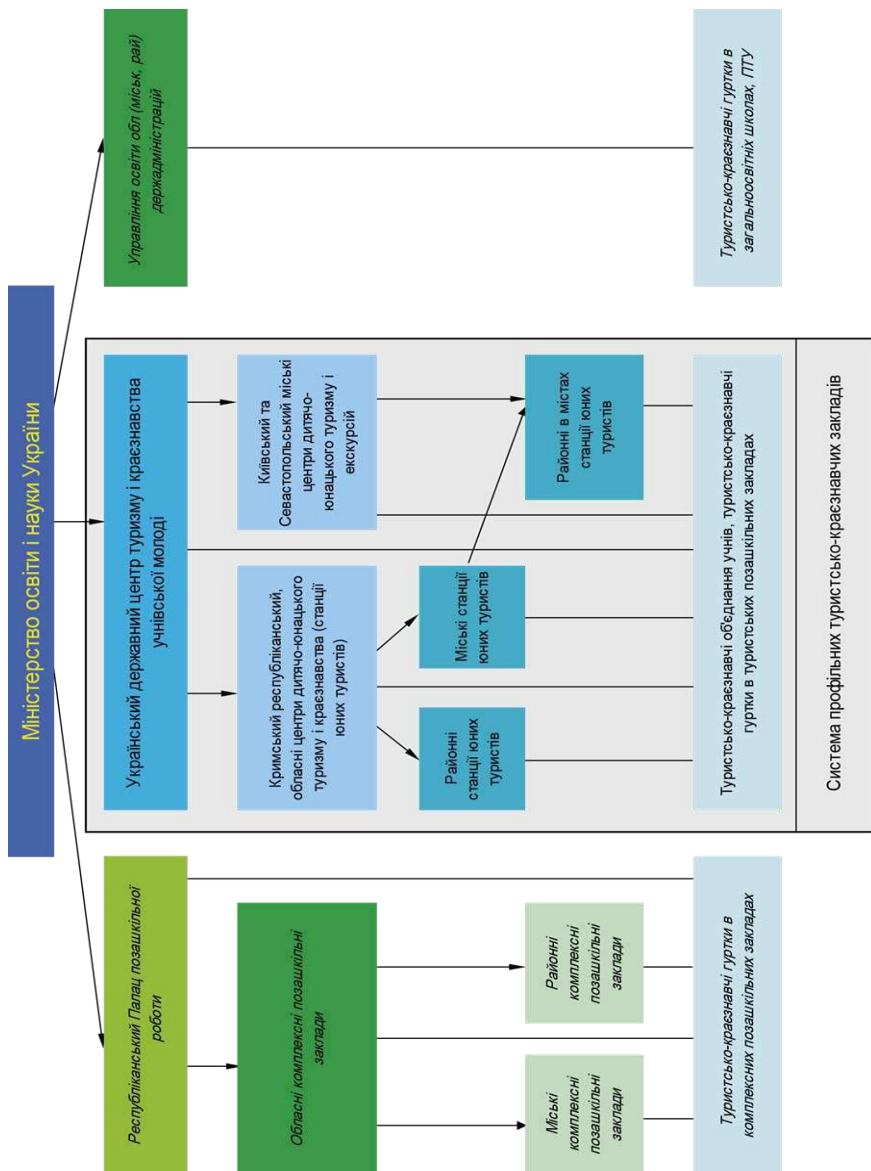 Міністерство освіти і науки України
Республіканський Палац позашкільної
роботи
Український державний центр туризму і краєзнавства
учнівської молоді
Управління освіти обл (міськ, рай)
держадміністрацій
Обласні комплексні позашкільні
заклади
Кримський республіканський,
обласні центри дитячо-юнацького
туризму і краєзнавства (станції
юних туристів)
Київський та
Севастопольський міські
центри дитячо-
юнацького туризму і
екскурсій
Районні
станції юних
туристів
Міські станції
юних туристів
Міські
комплексні
позашкільні
заклади
Районні
комплексні
позашкільні
заклади
Районні в містах
станції юних
туристів
Туристсько-краєзнавчі гуртки в
комплексних позашкільних закладах
Туристсько-краєзнавчі об'єднання учнів, туристсько-краєзнавчі
гуртки в туристських позашкільних закладах
Туристсько-краєзнавчі гуртки в
загальноосвітніх школах, ПТУ
Система профільних туристсько-краєзнавчих закладів